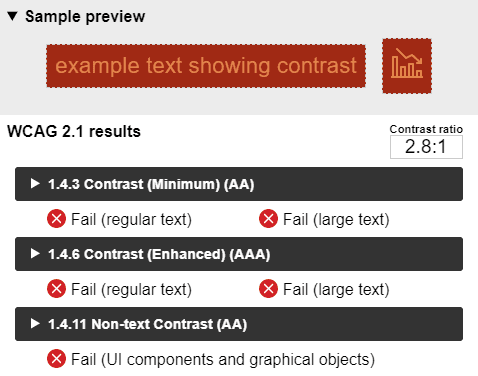 Sample preview
example text showing contrast
WCAG 2.1 results
Contrast ratio
2.8:1
1.4.3 Contrast (Minimum) (AA)
Fail (regular text) Fail (large text)
1.4.6 Contrast (Enhanced) (AAA)
Fail (regular text) Fail (large text)
1.4.11 Non-text Contrast (AA)
Fail (UI components and graphical objects)